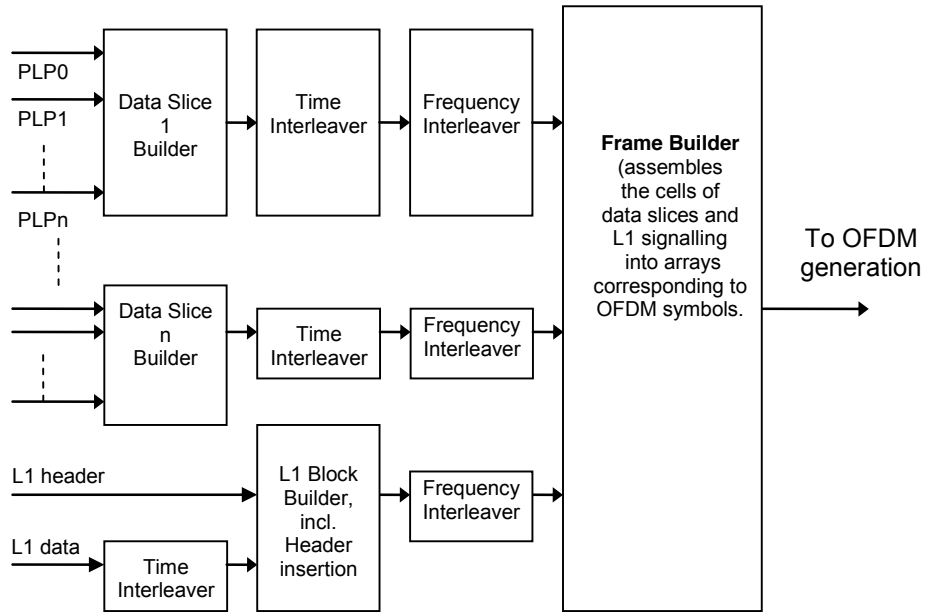 PLP0
PLP1
PLPn
Data Slice
1
Builder
Time
Interleaver
Frequency
Interleaver
Data Slice
n
Builder
Time
Interleaver
Frequency
Interleaver
L1 header
L1 data
Time
Interleaver
L1 Block
Builder,
incl.
Header
insertion
Frequency
Interleaver
Frame Builder
(assembles
the cells of
data slices and
L1 signalling
into arrays
corresponding to
OFDM symbols.
To OFDM
generation